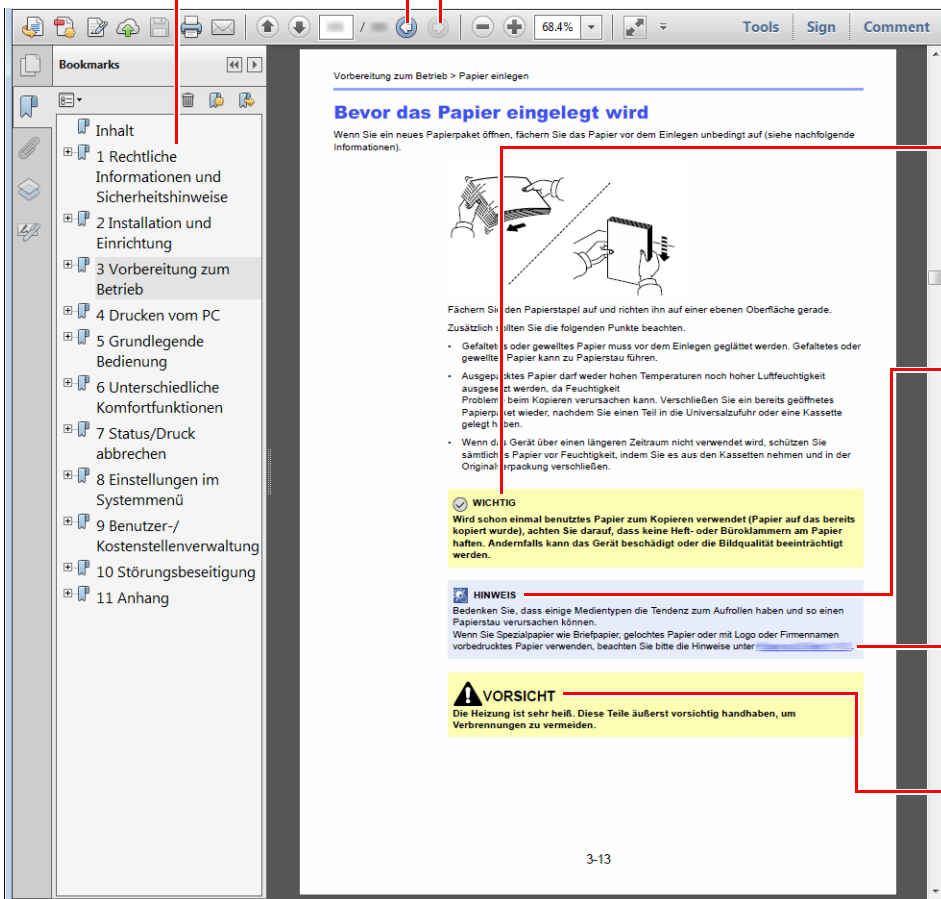 /
68.4%
Tools
Sign
Comment
Bookmarks
Inhalt
1 Rechtliche
Informationen und
Sicherheitshinweise
2 Installation und
Einrichtung
3 Vorbereitung zum
Betrieb
4 Drucken vom PC
5 Grundlegende
Bedienung
6 Unterschiedliche
Komfortfunktionen
7 Status/Druck
abbrechen
8 Einstellungen im
Systemmenü
9 Benutzer-/
Kostenstellenverwaltung
10 Störungsbeseitigung
11 Anhang
Vorbereitung zum Betrieb > Papier einlegen
Bevor das Papier eingelegt wird
Wenn Sie ein neues Papierpaket öffnen, fächern Sie das Papier vor dem Einlegen unbedingt auf (siehe nachfolgende
Informationen).
Fächern Sie den Papierstapel auf und richten ihn auf einer ebenen Oberfläche gerade.
Zusätzlich sollten Sie die folgenden Punkte beachten.
• Gefaltetes oder gewelltes Papier muss vor dem Einlegen geglättet werden. Gefaltetes oder
gewelltes Papier kann zu Papierstau führen.
• Ausgepacktes Papier darf weder hohen Temperaturen noch hoher Luftfeuchtigkeit
ausgesetzt werden, da Feuchtigkeit
Probleme beim Kopieren verursachen kann. Verschließen Sie ein bereits geöffnetes
Papierpaket wieder, nachdem Sie einen Teil in die Universalzufuhr oder eine Kassette
gelegt haben.
• Wenn das Gerät über einen längeren Zeitraum nicht verwendet wird, schützen Sie
sämtliches Papier vor Feuchtigkeit, indem Sie es aus den Kassetten nehmen und in der
Originalverpackung verschließen.
WICHTIG
Wird schon einmal benutztes Papier zum Kopieren verwendet (Papier auf das bereits
kopiert wurde), achten Sie darauf, dass keine Heft- oder Büroklammern am Papier
haften. Andernfalls kann das Gerät beschädigt oder die Bildqualität beeinträchtigt
werden.
HINWEIS
Bedenken Sie, dass einige Medientypen die Tendenz zum Aufrollen haben und so einen
Papierstau verursachen können.
Wenn Sie Spezialpapier wie Briefpapier, gelochtes Papier oder mit Logo oder Firmennamen
vorbedrucktes Papier verwenden, beachten Sie bitte die Hinweise unter .
VORSICHT
Die Heizung ist sehr heiß. Diese Teile äußerst vorsichtig handhaben, um
Verbrennungen zu vermeiden.
3-13